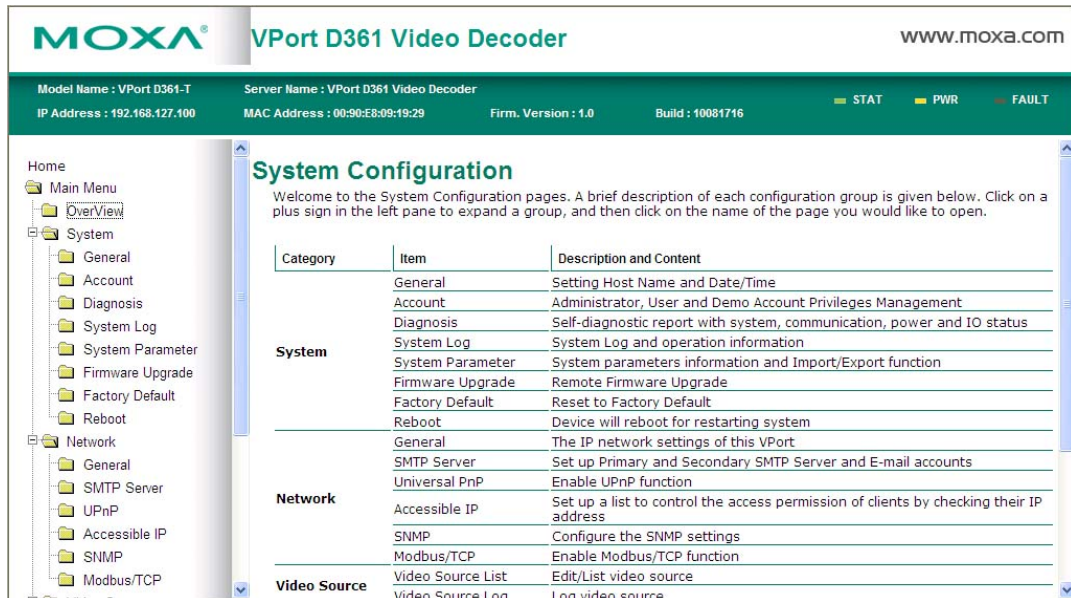 MOXA®
VPort D361 Video Decoder
www.moxa.com
Model Name : VPort D361-T
Server Name : VPort D361 Video Decoder
IP Address : 192.168.127.100
MAC Address : 00:90:E8:09:19:29
Firm. Version : 1.0
Build : 10081716
STAT
PWR
FAULT
Home
Main Menu
OverView
System
General
Account
Diagnosis
System Log
System Parameter
Firmware Upgrade
Factory Default
Reboot
Network
General
SMTP Server
UPnP
Accessible IP
SNMP
Modbus/TCP
System Configuration
Welcome to the System Configuration pages. A brief description of each configuration group is given below. Click on a
plus sign in the left pane to expand a group, and then click on the name of the page you would like to open.
Category Item Description and Content
System
General Setting Host Name and Date/Time
Account Administrator, User and Demo Account Privileges Management
Diagnosis Self-diagnostic report with system, communication, power and IO status
System Log System Log and operation information
System Parameter System parameters information and Import/Export function
Firmware Upgrade Remote Firmware Upgrade
Factory Default Reset to Factory Default
Reboot Device will reboot for restarting system
Network
General The IP network settings of this VPort
SMTP Server Set up Primary and Secondary SMTP Server and E-mail accounts
Universal PnP Enable UPnP function
Accessible IP Set up a list to control the access permission of clients by checking their IP
address
SNMP Configure the SNMP settings
Modbus/TCP Enable Modbus/TCP function
Video Source
Video Source List Edit/List video source
Video Source Log Log video source